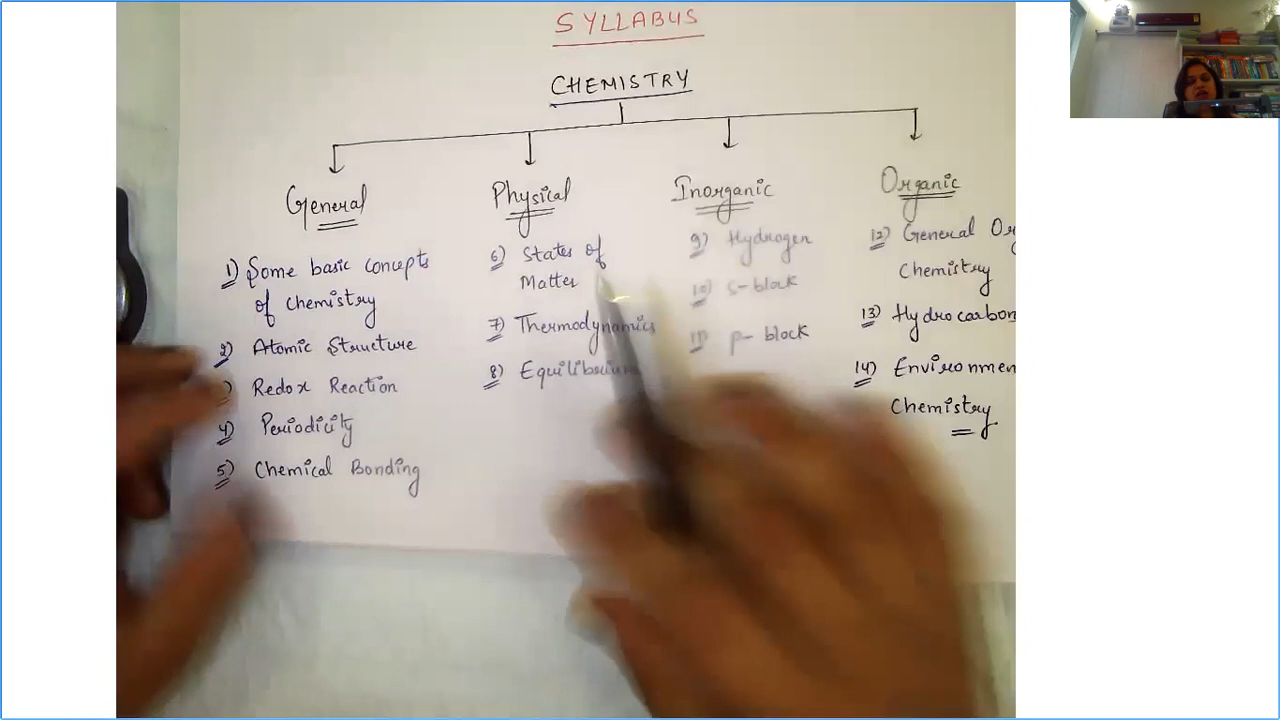 SYLLABUS
CHEMISTRY
General
1) Some basic concepts
of Chemistry
2) Atomic Structure
) Redox Reaction
4) Periodicity
5) Chemical Bonding
Physical
6) States of
Matter
7) Thermodynamics
8) Equilibrium
Inorganic
9) Hydrogen
10) s-block
11) p-block
Organic
12) General Or
Chemistry
13) Hydrocarbon
14) Environmen
Chemistry